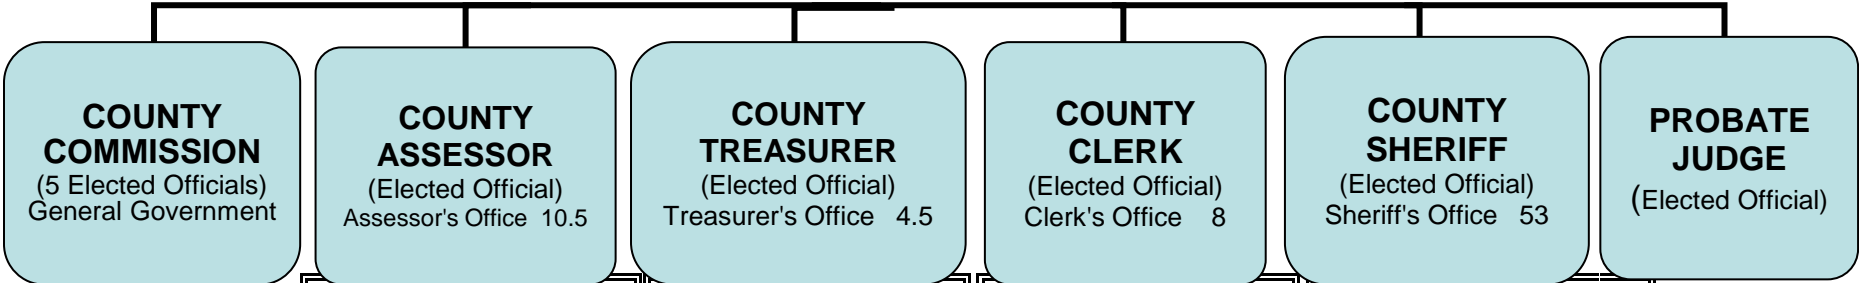 COUNTY
COMMISSION
(5 Elected Officials)
General Government
COUNTY
ASSESSOR
(Elected Official)
Assessor's Office 10.5
COUNTY
TREASURER
(Elected Official)
Treasurer's Office 4.5
COUNTY
CLERK
(Elected Official)
Clerk's Office 8
COUNTY
SHERIFF
(Elected Official)
Sheriff's Office 53
PROBATE
JUDGE
(Elected Official)